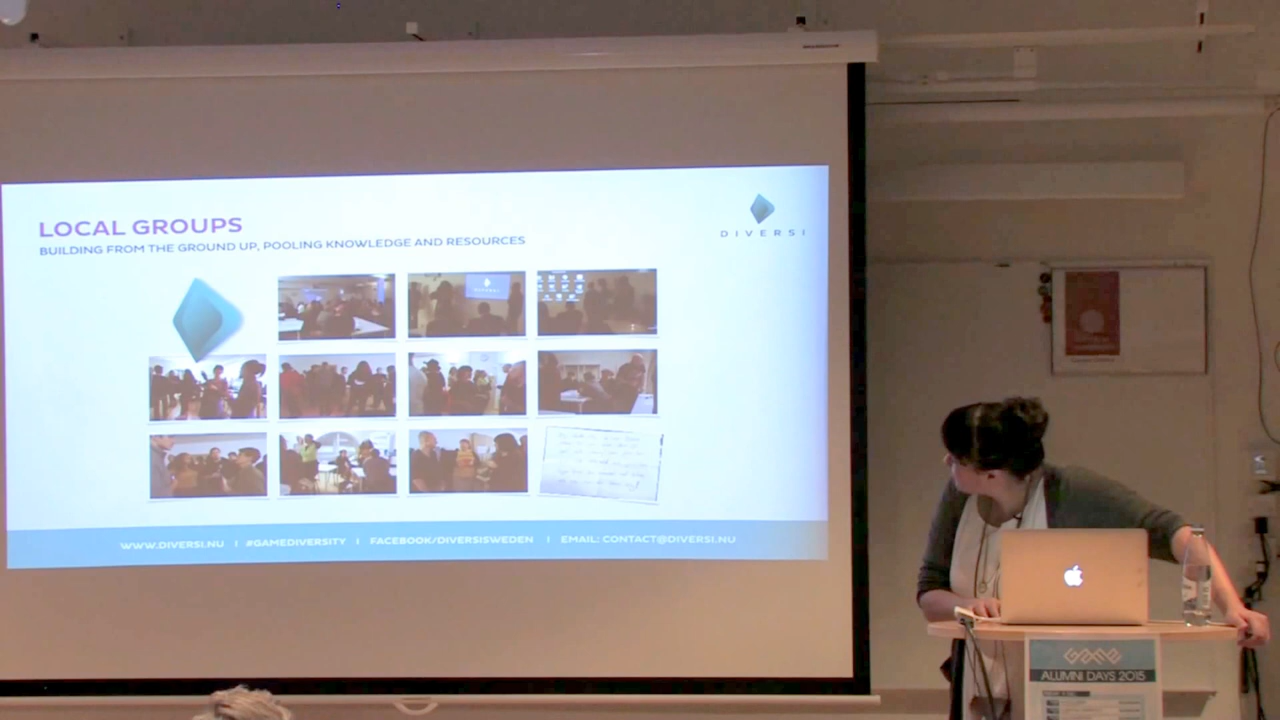 LOCAL GROUPS
BUILDING FROM THE GROUND UP, POOLING KNOWLEDGE AND RESOURCES
DIVERSI
WWW.DIVERSI.NU | #GAMEDIVERSITY | FACEBOOK/DIVERSISWEDEN | EMAIL: CONTACT@DIVERSI.NU
GAME
ALUMNI DAYS 2015